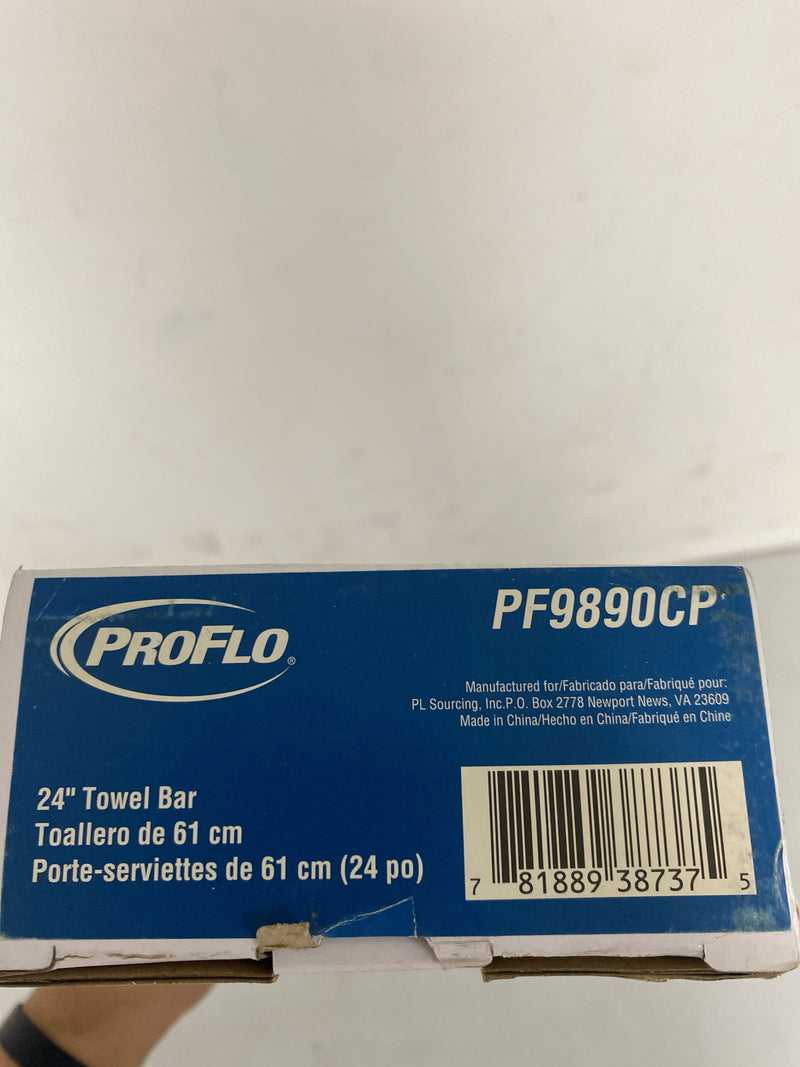 PROFLO®
PF9890CP
Manufactured for/Fabricado para/Fabriqué pour:
PL Sourcing, Inc.P.O. Box 2778 Newport News, VA 23609
Made in China/Hecho en China/Fabriqué en Chine
24" Towel Bar
Toallero de 61 cm
Porte-serviettes de 61 cm (24 po)
7 81889 38737 5